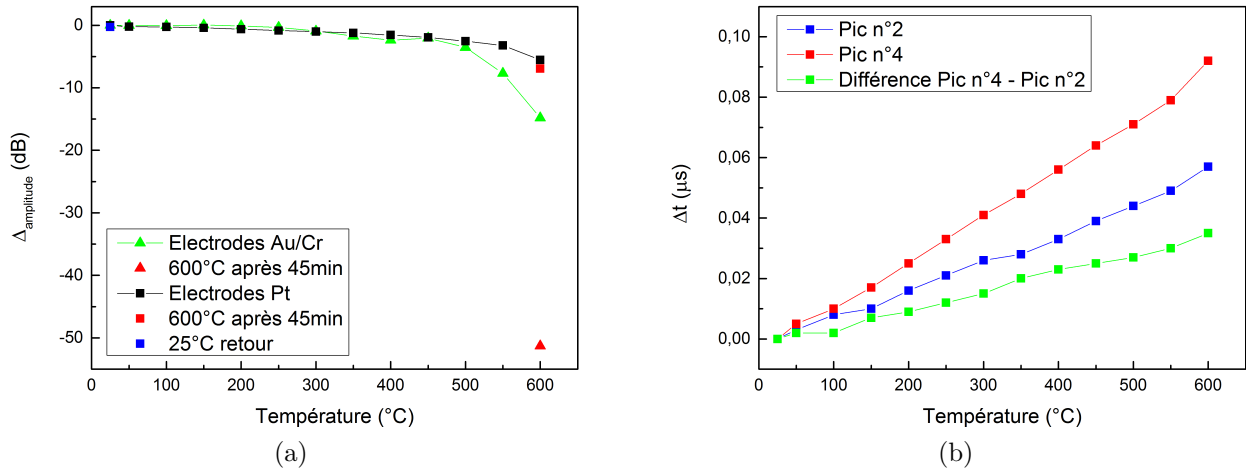 0
-10
-20
-30
-40
-50
0
100
200
300
400
500
600
Δamplitude (dB)
Température (°C)
Electrodes Au/Cr
600°C après 45min
Electrodes Pt
600°C après 45min
25°C retour
(a)
0,10
0,08
0,06
0,04
0,02
0,00
0
100
200
300
400
500
600
Δt (µs)
Température (°C)
Pic n°2
Pic n°4
Différence Pic n°4 - Pic n°2
(b)